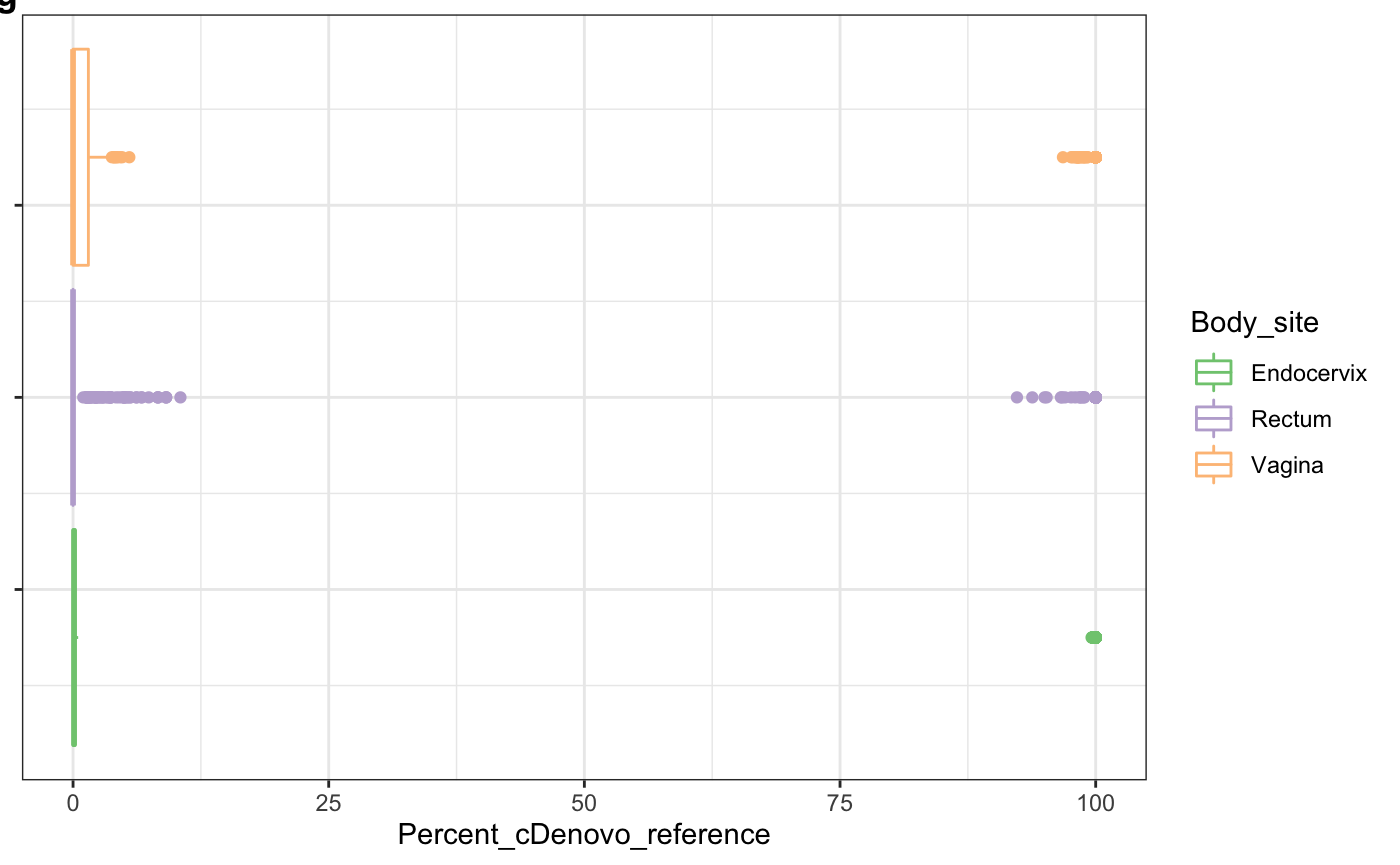 Body_site
Endocervix
Rectum
Vagina
0 25 50 75 100
Percent_cDenovo_reference